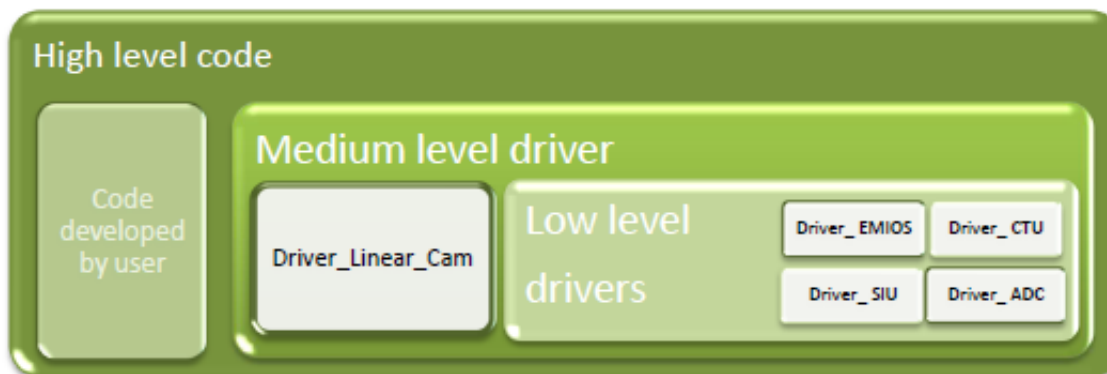 High level code
Code
developed
by user
Medium level driver
Driver_Linear_Cam
Low level
drivers
Driver_ EMIOS
Driver_ CTU
Driver_ SIU
Driver_ ADC